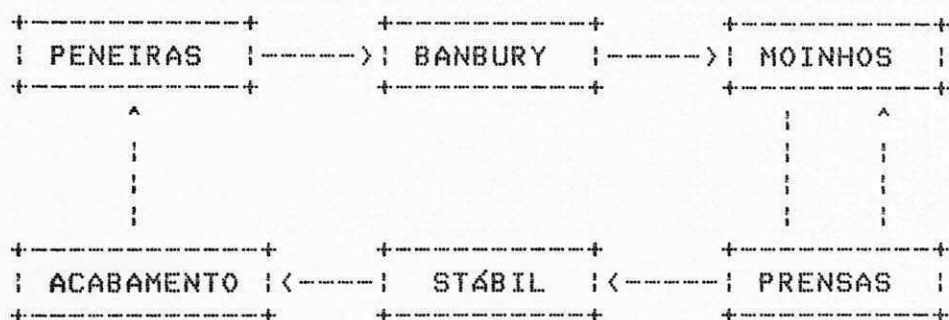 PENEIRAS BANBURY MOINHOS
ACABAMENTO STÁBIL PRENSAS